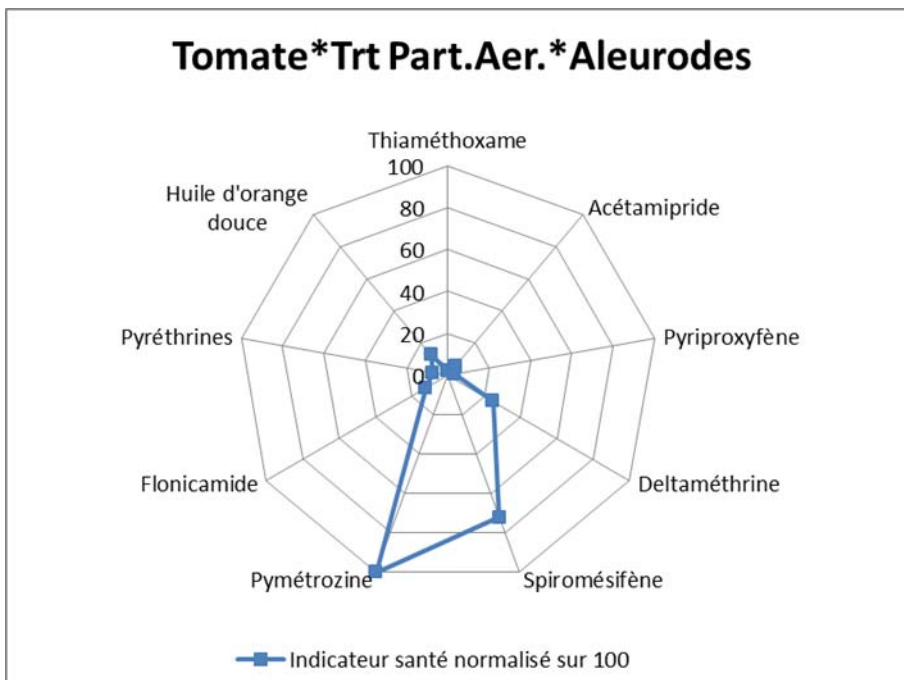 Tomate*Trt Part.Aer.*Aleurodes
Thiaméthoxame
100
Huile d'orange
douce
Acétamipride
80
60
40
Pyréthrines
Pyriproxyfène
20
0
Flonicamide
Deltaméthrine
Pymétrozine
Spiromésifène
Indicateur santé normalisé sur 100